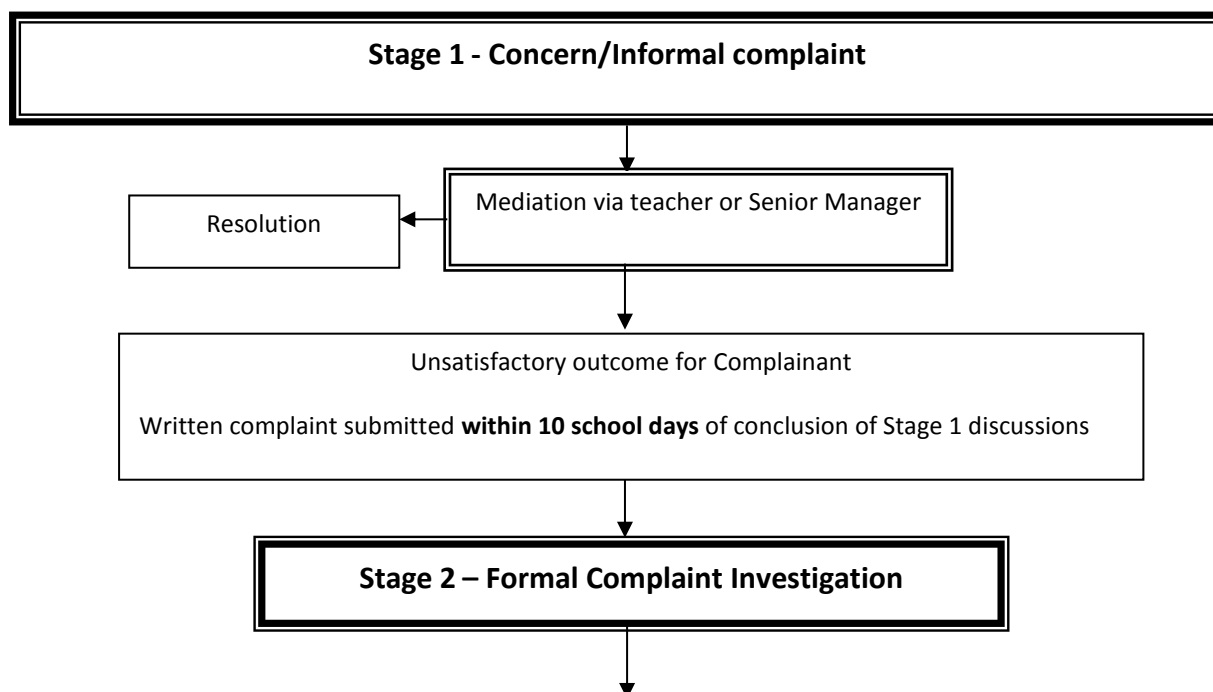 Stage 1 - Concern/Informal complaint
Mediation via teacher or Senior Manager
Resolution
Unsatisfactory outcome for Complainant
Written complaint submitted within 10 school days of conclusion of Stage 1 discussions
Stage 2 – Formal Complaint Investigation